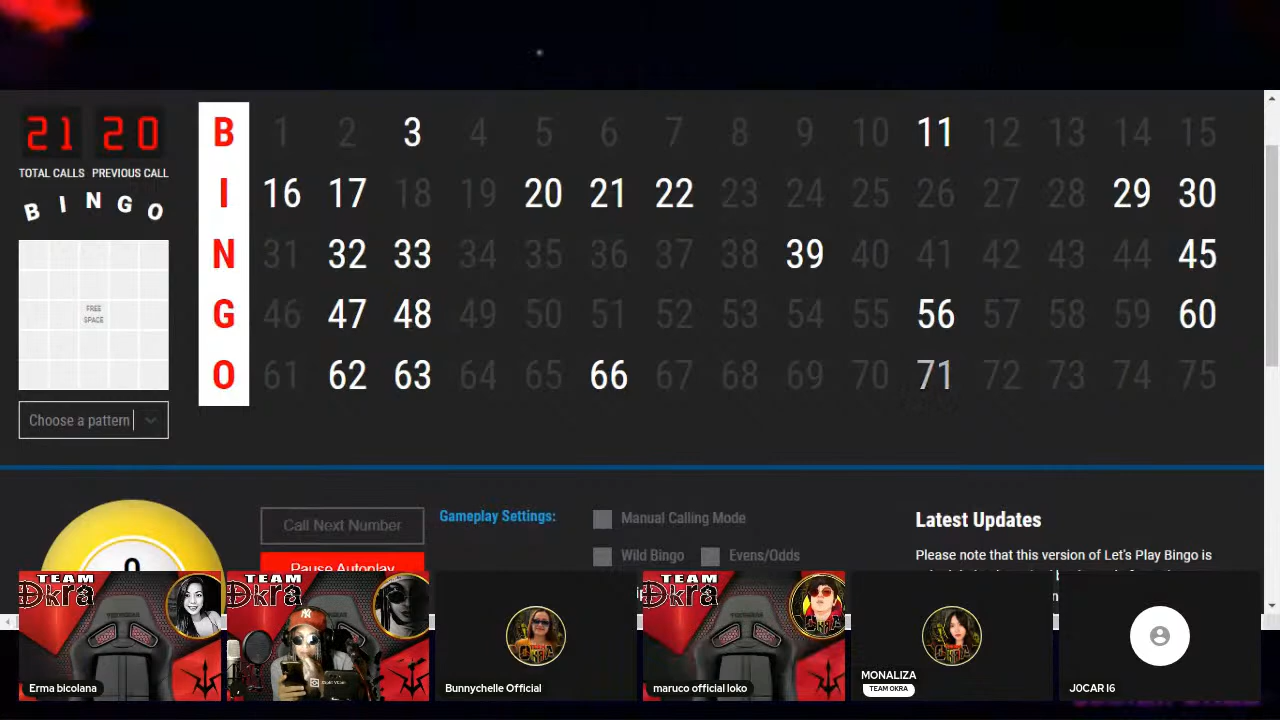 21 20
TOTAL CALLS PREVIOUS CALL
B I N G O
FREE
SPACE
Choose a pattern
B 1 2 3 4 5 6 7 8 9 10 11 12 13 14 15
I 16 17 18 19 20 21 22 23 24 25 26 27 28 29 30
N 31 32 33 34 35 36 37 38 39 40 41 42 43 44 45
G 46 47 48 49 50 51 52 53 54 55 56 57 58 59 60
O 61 62 63 64 65 66 67 68 69 70 71 72 73 74 75
Call Next Number
Pause Autoplay
Gameplay Settings:
Manual Calling Mode
Wild Bingo Evens/Odds
Latest Updates
Please note that this version of Let's Play Bingo is
TEAM
Okra
Erma bicolana
TEAM
Okra
Bunnychelle Official
TEAM
Okra
maruco official loko
MONALIZA
TEAM OKRA
JOCAR I6